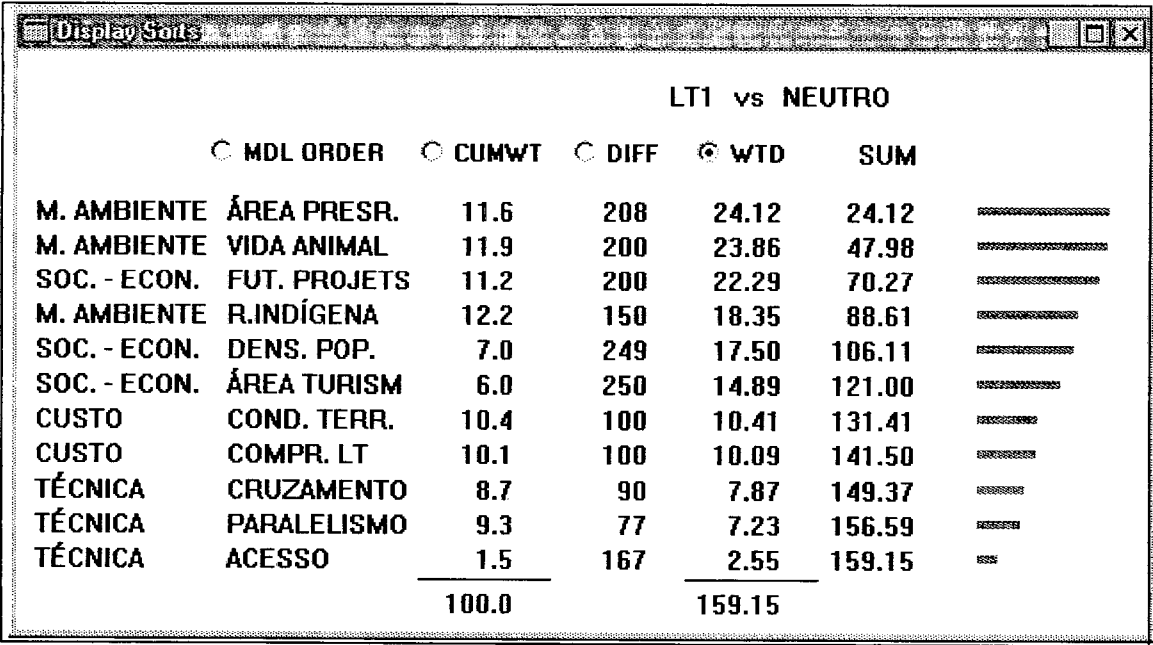 Display Sorts
LT1 vs NEUTRO
MDL ORDER CUMWT DIFF WTD SUM
M. AMBIENTE ÁREA PRESR. 11.6 208 24.12 24.12
M. AMBIENTE VIDA ANIMAL 11.9 200 23.86 47.98
SOC. - ECON. FUT. PROJETS 11.2 200 22.29 70.27
M. AMBIENTE R.INDÍGENA 12.2 150 18.35 88.61
SOC. - ECON. DENS. POP. 7.0 249 17.50 106.11
SOC. - ECON. ÁREA TURISM 6.0 250 14.89 121.00
CUSTO COND. TERR. 10.4 100 10.41 131.41
CUSTO COMPR. LT 10.1 100 10.09 141.50
TÉCNICA CRUZAMENTO 8.7 90 7.87 149.37
TÉCNICA PARALELISMO 9.3 77 7.23 156.59
TÉCNICA ACESSO 1.5 167 2.55 159.15
100.0 159.15